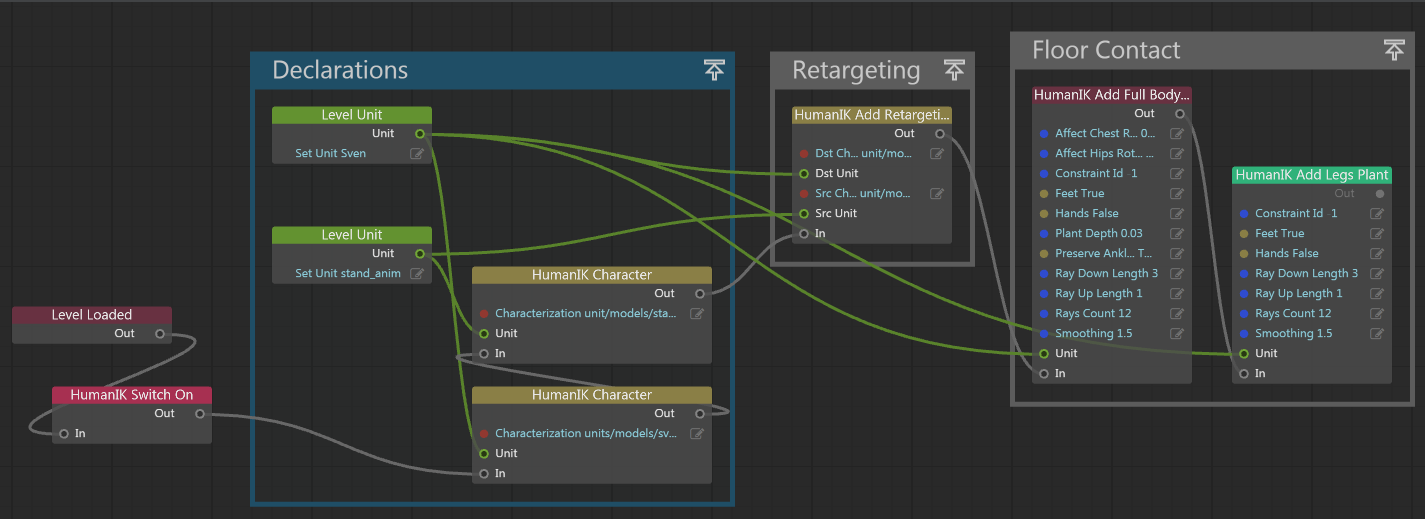 Declarations
Level Unit
Unit
Set Unit Sven
Level Unit
Unit
Set Unit stand_anim
Level Loaded
Out
HumanIK Switch On
Out
In
HumanIK Character
Out
Characterization unit/models/sta...
Unit
In
HumanIK Character
Out
Characterization units/models/sv...
Unit
In
Retargeting
HumanIK Add Retargeti...
Out
Dst Ch... unit/mo...
Dst Unit
Src Ch... unit/mo...
Src Unit
In
Floor Contact
HumanIK Add Full Body...
Out
Affect Chest R... 0...
Affect Hips Rot... ...
Constraint Id -1
Feet True
Hands False
Plant Depth 0.03
Preserve Ankl... T...
Ray Down Length 3
Ray Up Length 1
Rays Count 12
Smoothing 1.5
Unit
In
HumanIK Add Legs Plant
Out
Constraint Id -1
Feet True
Hands False
Ray Down Length 3
Ray Up Length 1
Rays Count 12
Smoothing 1.5
Unit
In